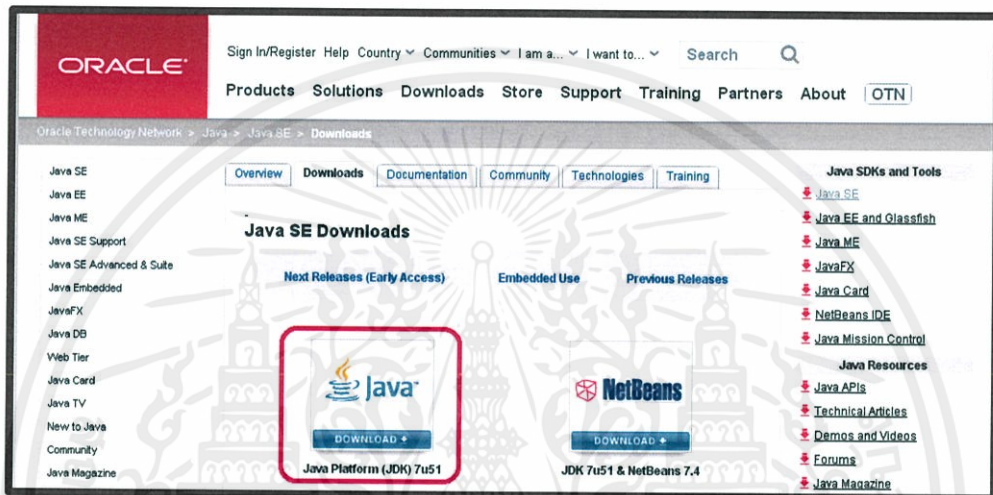 ORACLE
Sign In/Register Help Country Communities I am a... I want to... Search
Products Solutions Downloads Store Support Training Partners About OTN
Oracle Technology Network > Java > Java SE > Downloads
Java SE
Java EE
Java ME
Java SE Support
Java SE Advanced & Suite
Java Embedded
JavaFX
Java DB
Web Tier
Java Card
Java TV
New to Java
Community
Java Magazine
Overview Downloads Documentation Community Technologies Training
Java SE Downloads
Next Releases (Early Access) Embedded Use Previous Releases
Java
DOWNLOAD
Java Platform (JDK) 7u51
NetBeans
DOWNLOAD
JDK 7u51 & NetBeans 7.4
Java SDKs and Tools
Java SE
Java EE and Glassfish
Java ME
JavaFX
Java Card
NetBeans IDE
Java Mission Control
Java Resources
Java APIs
Technical Articles
Demos and Videos
Forums
Java Magazine